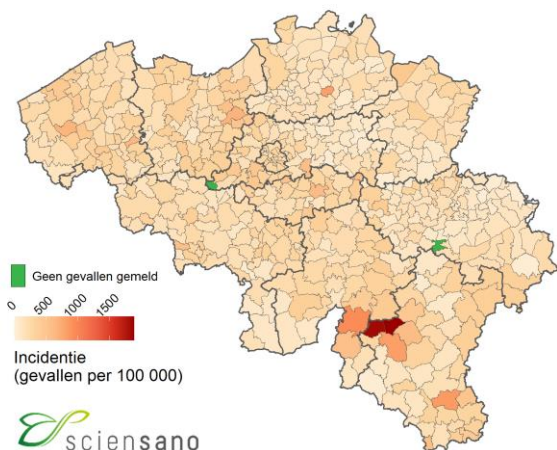 Geen gevallen gemeld
0 500 1000 1500
Incidentie
(gevallen per 100 000)
sciensano